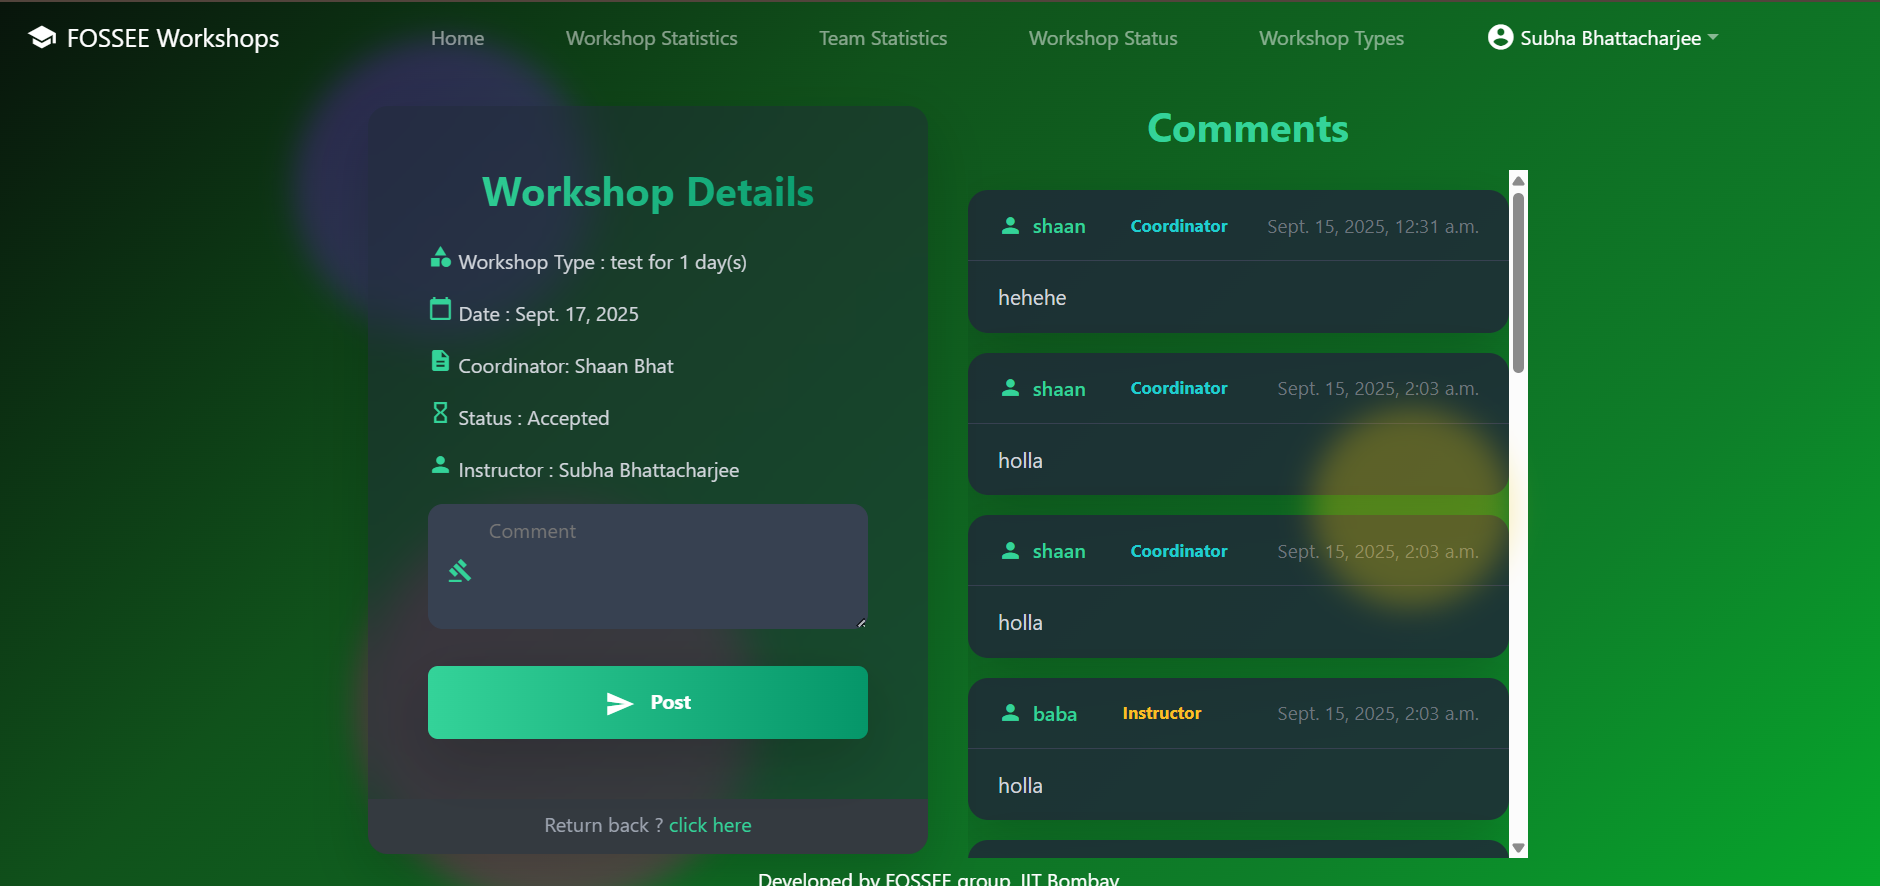 FOSSEE Workshops Home Workshop Statistics Team Statistics Workshop Status Workshop Types Subha Bhattacharjee
Workshop Details
Workshop Type : test for 1 day(s)
Date : Sept. 17, 2025
Coordinator: Shaan Bhat
Status : Accepted
Instructor : Subha Bhattacharjee
Comment
Post
Return back ? click here
Comments
shaan Coordinator Sept. 15, 2025, 12:31 a.m.
hehehe
shaan Coordinator Sept. 15, 2025, 2:03 a.m.
holla
shaan Coordinator Sept. 15, 2025, 2:03 a.m.
holla
baba Instructor Sept. 15, 2025, 2:03 a.m.
holla
Developed by FOSSEE group, IIT Bombay